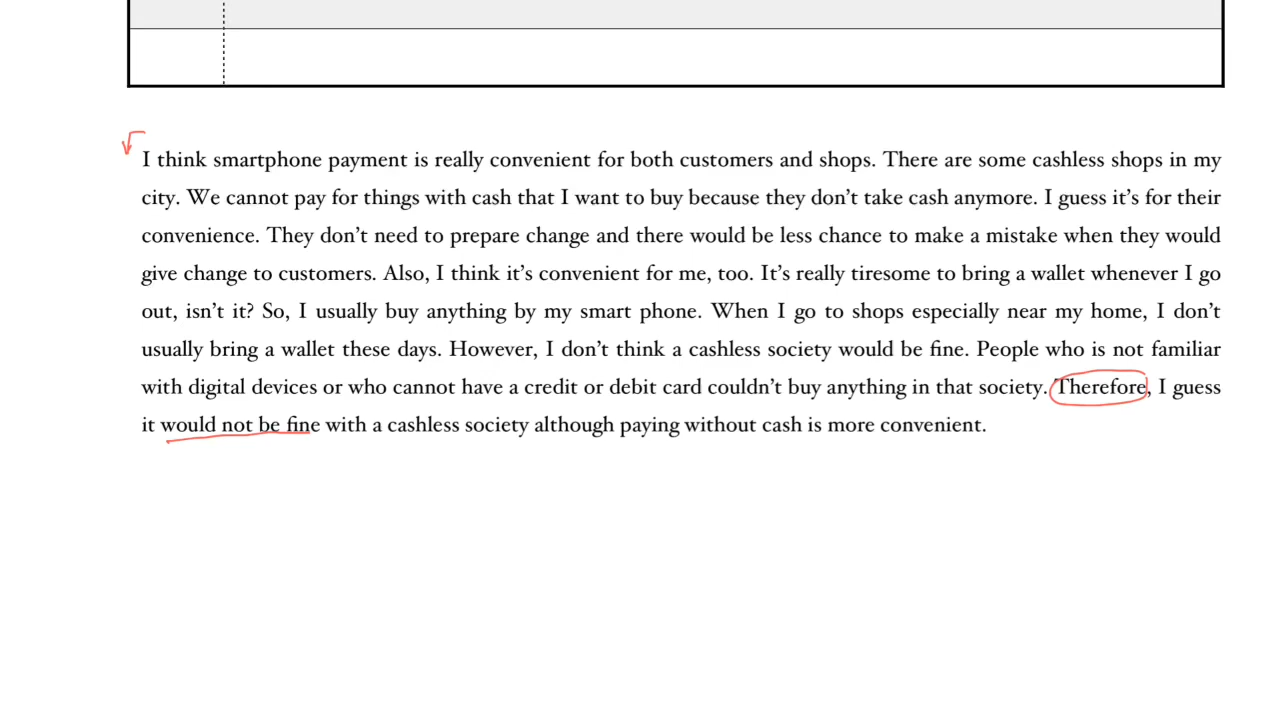 I think smartphone payment is really convenient for both customers and shops. There are some cashless shops in my
city. We cannot pay for things with cash that I want to buy because they don't take cash anymore. I guess it's for their
convenience. They don't need to prepare change and there would be less chance to make a mistake when they would
give change to customers. Also, I think it's convenient for me, too. It's really tiresome to bring a wallet whenever I go
out, isn't it? So, I usually buy anything by my smart phone. When I go to shops especially near my home, I don't
usually bring a wallet these days. However, I don't think a cashless society would be fine. People who is not familiar
with digital devices or who cannot have a credit or debit card couldn't buy anything in that society. Therefore, I guess
it would not be fine with a cashless society although paying without cash is more convenient.